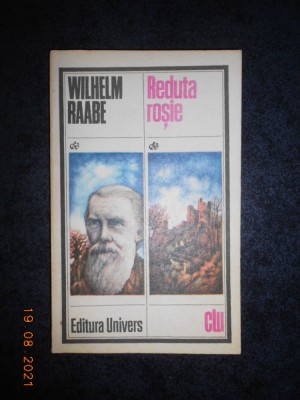 WILHELM
RAABE
Reduta
roșie
Editura Univers
clu
19.08.2021